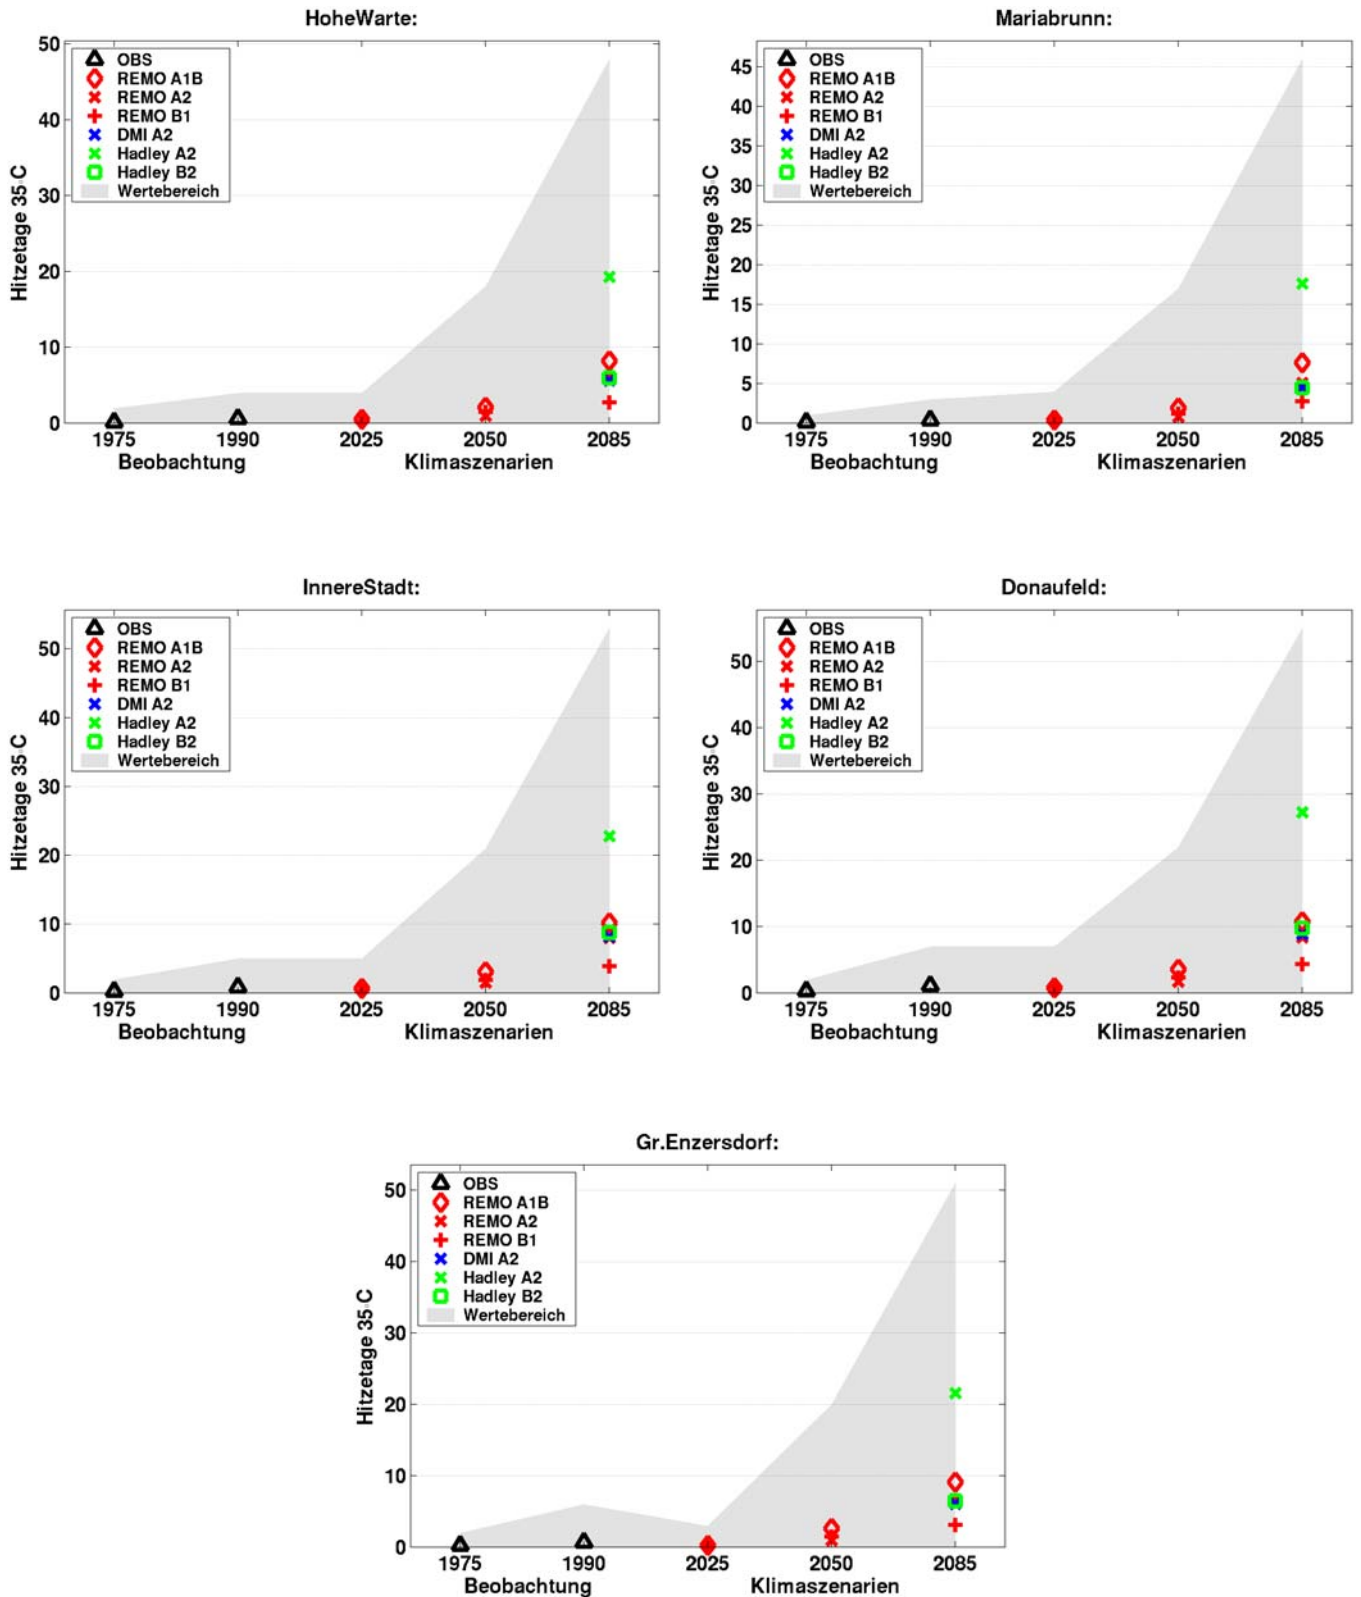 HoheWarte:
50
40
30
20
10
0
Hitzetage 35◦C
OBS
REMO A1B
REMO A2
REMO B1
DMI A2
Hadley A2
Hadley B2
Wertebereich
1975 1990 2025 2050 2085
Beobachtung Klimaszenarien
Mariabrunn:
45
40
35
30
25
20
15
10
5
0
Hitzetage 35◦C
OBS
REMO A1B
REMO A2
REMO B1
DMI A2
Hadley A2
Hadley B2
Wertebereich
1975 1990 2025 2050 2085
Beobachtung Klimaszenarien
InnereStadt:
50
40
30
20
10
0
Hitzetage 35◦C
OBS
REMO A1B
REMO A2
REMO B1
DMI A2
Hadley A2
Hadley B2
Wertebereich
1975 1990 2025 2050 2085
Beobachtung Klimaszenarien
Donaufeld:
50
40
30
20
10
0
Hitzetage 35◦C
OBS
REMO A1B
REMO A2
REMO B1
DMI A2
Hadley A2
Hadley B2
Wertebereich
1975 1990 2025 2050 2085
Beobachtung Klimaszenarien
Gr.Enzersdorf:
50
40
30
20
10
0
Hitzetage 35◦C
OBS
REMO A1B
REMO A2
REMO B1
DMI A2
Hadley A2
Hadley B2
Wertebereich
1975 1990 2025 2050 2085
Beobachtung Klimaszenarien